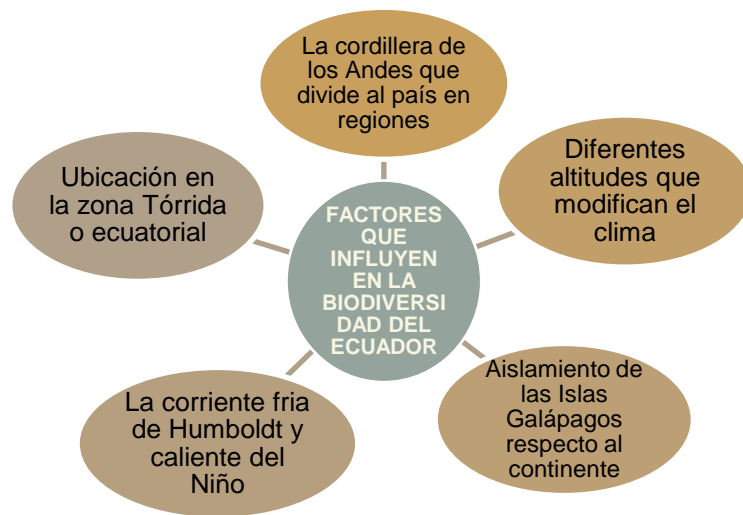 La cordillera de
los Andes que
divide al país en
regiones
Diferentes
altitudes que
modifican el
clima
Aislamiento de
las Islas
Galápagos
respecto al
continente
La corriente fria
de Humboldt y
caliente del
Niño
Ubicación en
la zona Tórrida
o ecuatorial
FACTORES
QUE
INFLUYEN
EN LA
BIODIVERSI
DAD DEL
ECUADOR